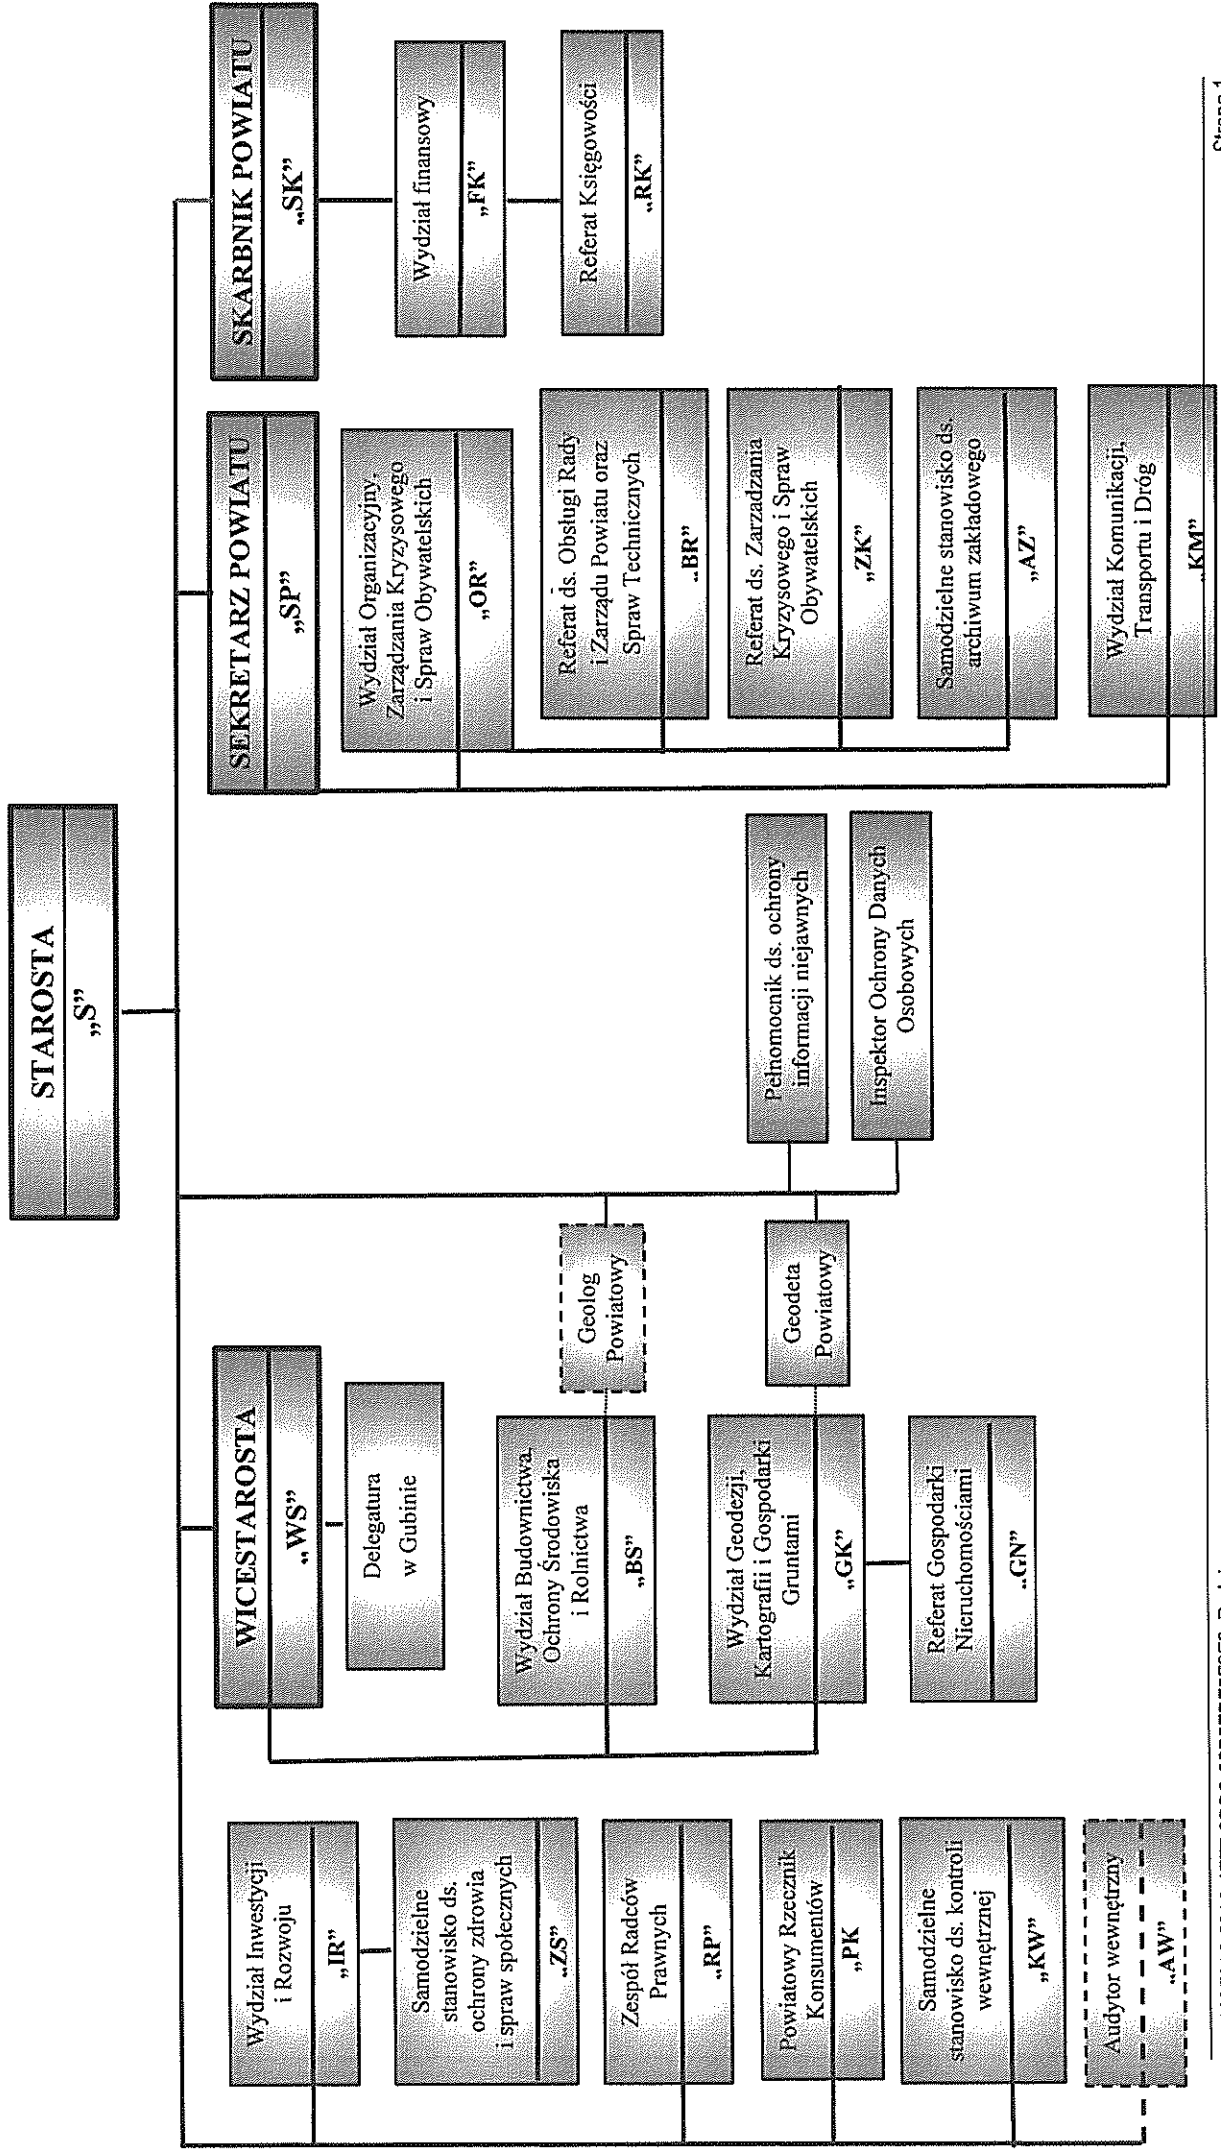 STAROSTA
„S”
WICESTAROSTA
„WS”
SEKRETARZ POWIATU
„SP”
SKARBNIK POWIATU
„SK”
Wydział Inwestycji
i Rozwoju
„IR”
Samodzielne
stanowisko ds.
ochrony zdrowia
i spraw społecznych
„ZS”
Zespół Radców
Prawnych
„RP”
Powiatowy Rzecznik
Konsumentów
„PK
Samodzielne
stanowisko ds. kontroli
wewnętrznej
„KW”
Audytor wewnętrzny
„AW”
Delegatura
w Gubinie
Wydział Budownictwa,
Ochrony Środowiska
i Rolnictwa
„BS”
Wydział Geodezji,
Kartografii i Gospodarki
Gruntami
„GK”
Referat Gospodarki
Nieruchomościami
„GN”
Geolog
Powiatowy
Geodeta
Powiatowy
Pełnomocnik ds. ochrony
informacji niejawnych
Inspektor Ochrony Danych
Osobowych
Wydział Organizacyjny,
Zarządzania Kryzysowego
i Spraw Obywatelskich
„OR”
Referat ds. Obsługi Rady
i Zarządu Powiatu oraz
Spraw Technicznych
„BR”
Referat ds. Zarzadzania
Kryzysowego i Spraw
Obywatelskich
„ZK”
Samodzielne stanowisko ds.
archiwum zakładowego
„AZ”
Wydział Komunikacji,
Transportu i Dróg
„KM”
Wydział finansowy
„FK”
Referat Księgowości
„RK”
Strona 1